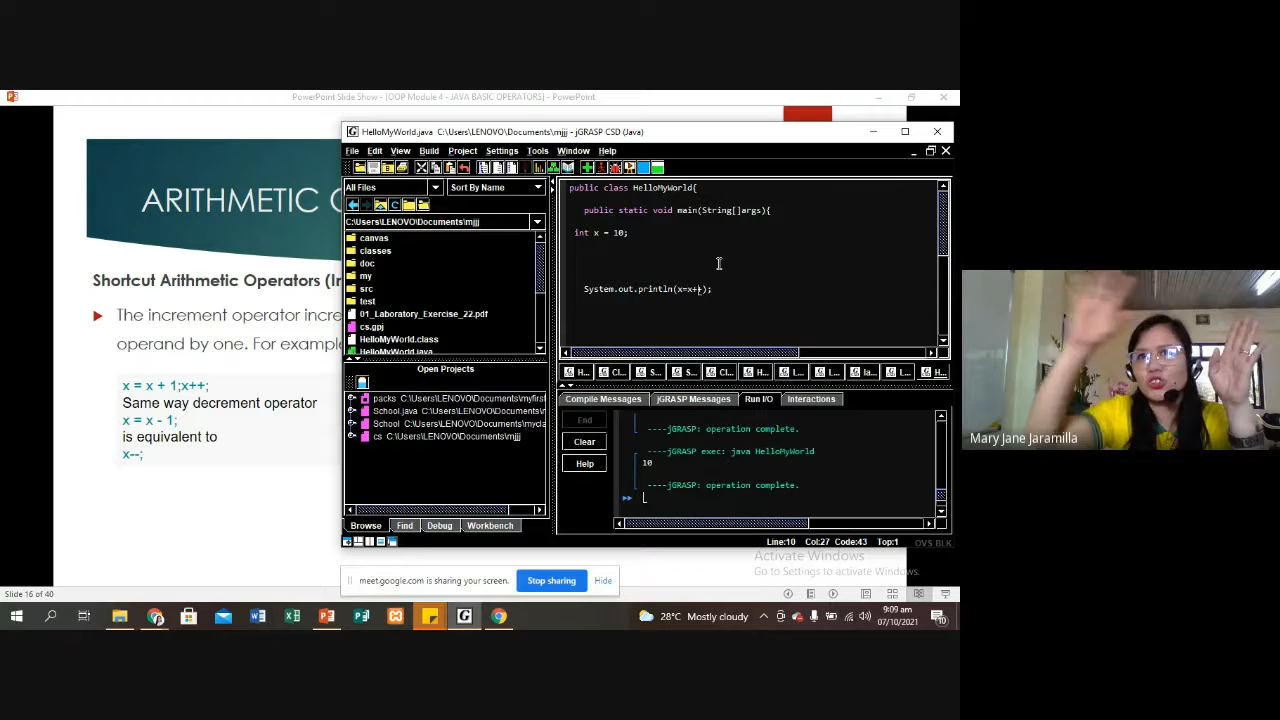 PowerPoint Slide Show - [OOP Module 4 - JAVA BASIC OPERATORS] - PowerPoint
ARITHMETIC
Shortcut Arithmetic Operators (In
The increment operator incre
operand by one. For example
x = x + 1;x++;
Same way decrement operator
x = x - 1;
is equivalent to
x--;
HelloMyWorld.java C:\Users\LENOVO\Documents\mjjj - jGRASP CSD (Java)
File Edit View Build Project Settings Tools Window Help
All Files Sort By Name
C:\Users\LENOVO\Documents\mjjj
canvas
classes
doc
my
src
test
01_Laboratory_Exercise_22.pdf
cs.gpj
HelloMyWorld.class
HelloMyWorld.java
Open Projects
packs C:\Users\LENOVO\Documents\myfirst
School.java C:\Users\LENOVO\Documents\n
School C:\Users\LENOVO\Documents\mycla
cs C:\Users\LENOVO\Documents\mjjj
Browse Find Debug Workbench
public class HelloMyWorld{
public static void main(String[]args){
int x = 10;
System.out.println(x=x++);
H... Cl... S... S... Cl... H... L... L... Ia... L... H...
Compile Messages jGRASP Messages Run I/O Interactions
End
Clear
Help
----jGRASP: operation complete.
----jGRASP exec: java HelloMyWorld
10
----jGRASP: operation complete.
Line:10 Col:27 Code:43 Top:1 OVS BLK
Activate Windows
Go to Settings to activate Windows.
meet.google.com is sharing your screen. Stop sharing Hide
Slide 16 of 40
28°C Mostly cloudy
9:09 am
07/10/2021
10
Mary Jane Jaramilla